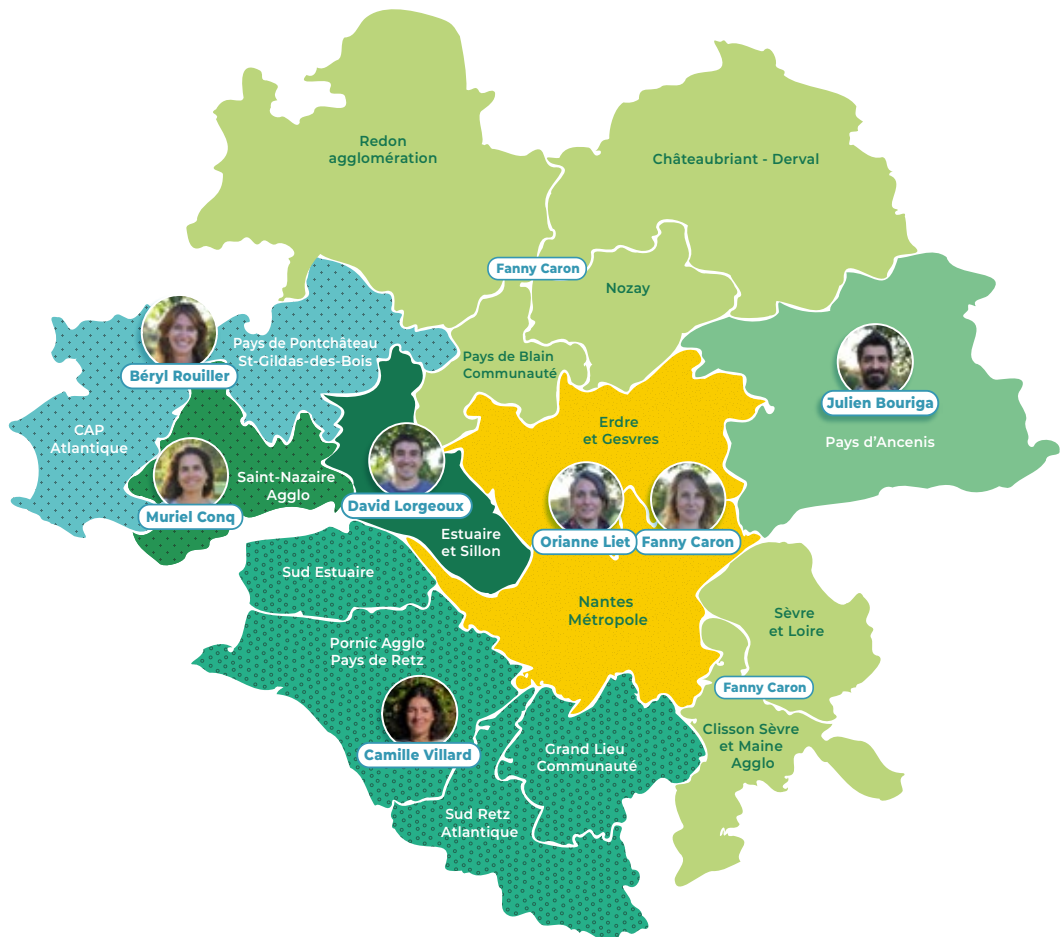 Redon
agglomération
Châteaubriant - Derval
Fanny Caron
Nozay
Pays de Pontchâteau
St-Gildas-des-Bois
Pays de Blain
Communauté
Béryl Rouiller
Julien Bouriga
CAP
Atlantique
Erdre
et Gesvres
Pays d'Ancenis
Saint-Nazaire
Agglo
Muriel Conq
David Lorgeoux
Estuaire
et Sillon
Orianne Liet
Fanny Caron
Sud Estuaire
Nantes
Métropole
Sèvre
et Loire
Pornic Agglo
Pays de Retz
Fanny Caron
Camille Villard
Grand Lieu
Communauté
Clisson Sèvre
et Maine
Agglo
Sud Retz
Atlantique